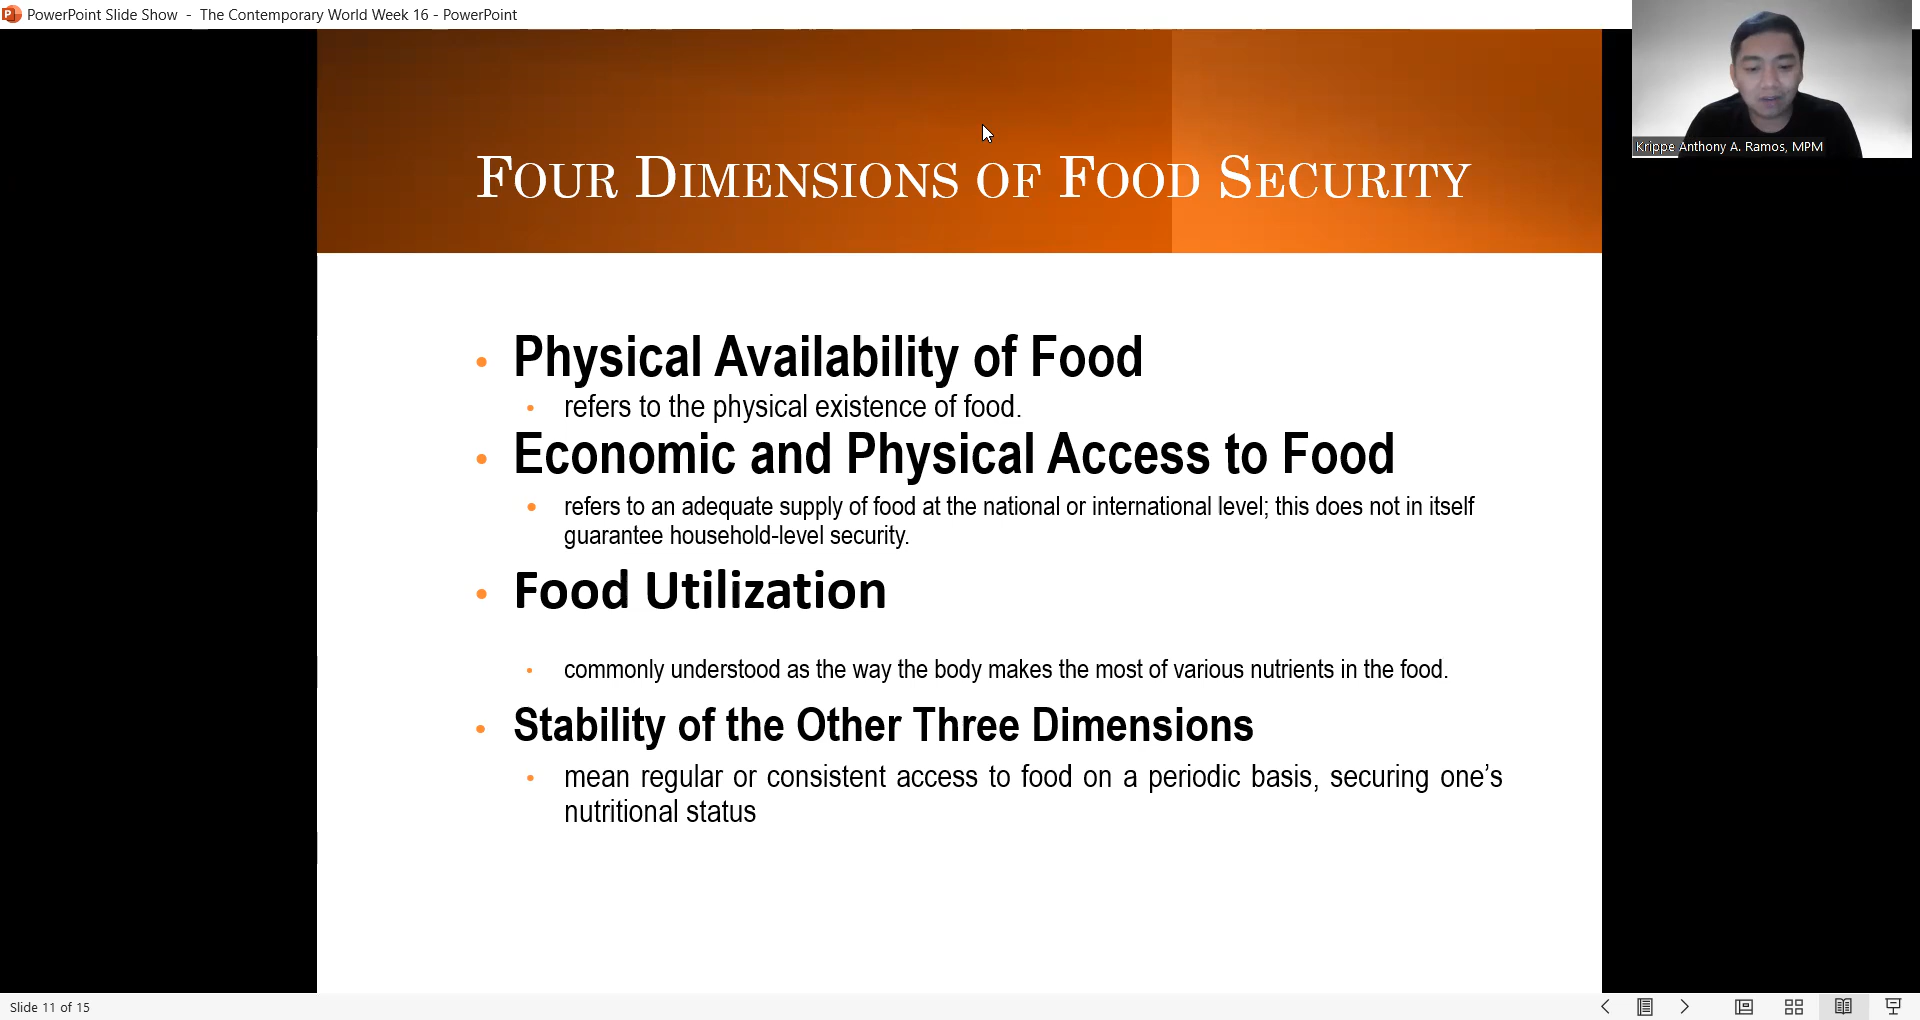 PowerPoint Slide Show - The Contemporary World Week 16 - PowerPoint
Krippe Anthony A. Ramos, MPM
FOUR DIMENSIONS OF FOOD SECURITY
• Physical Availability of Food
• refers to the physical existence of food.
• Economic and Physical Access to Food
• refers to an adequate supply of food at the national or international level; this does not in itself
guarantee household-level security.
• Food Utilization
• commonly understood as the way the body makes the most of various nutrients in the food.
• Stability of the Other Three Dimensions
• mean regular or consistent access to food on a periodic basis, securing one’s
nutritional status
Slide 11 of 15